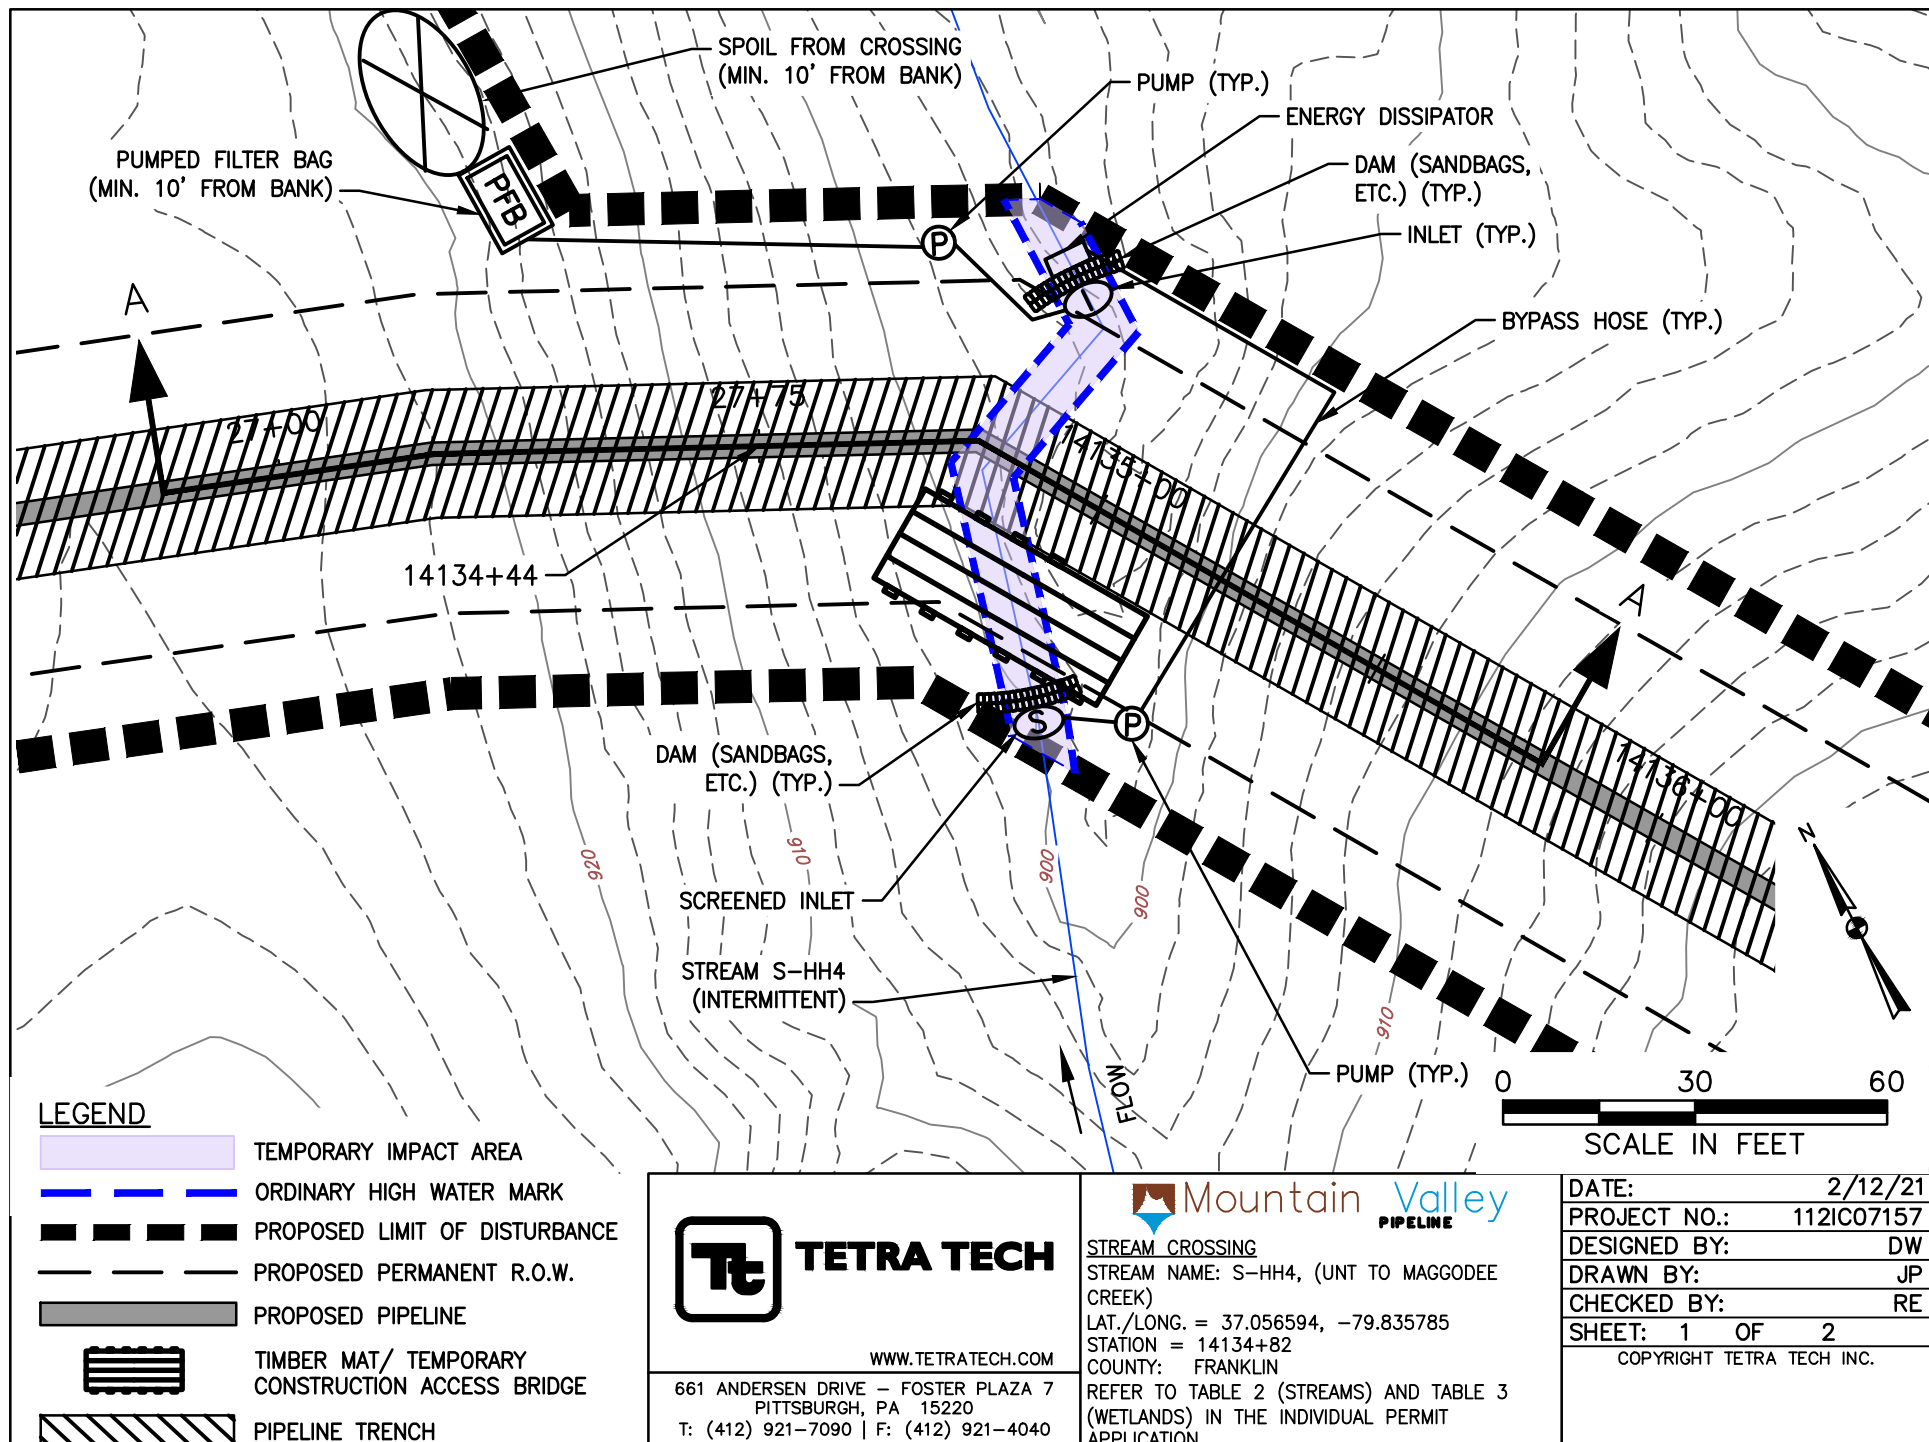 SPOIL FROM CROSSING
(MIN. 10' FROM BANK)
PUMP (TYP.)
ENERGY DISSIPATOR
PUMPED FILTER BAG
(MIN. 10' FROM BANK)
DAM (SANDBAGS,
ETC.) (TYP.)
PFB
INLET (TYP.)
P
I
A
BYPASS HOSE (TYP.)
27+00
27+75
14135+00
14134+44
A
S
P
DAM (SANDBAGS,
ETC.) (TYP.)
14136+00
N
920
910
900
900
SCREENED INLET
STREAM S-HH4
(INTERMITTENT)
910
FLOW
PUMP (TYP.)
0 30 60
SCALE IN FEET
LEGEND
TEMPORARY IMPACT AREA
ORDINARY HIGH WATER MARK
PROPOSED LIMIT OF DISTURBANCE
PROPOSED PERMANENT R.O.W.
PROPOSED PIPELINE
TIMBER MAT/ TEMPORARY
CONSTRUCTION ACCESS BRIDGE
PIPELINE TRENCH
Tt TETRA TECH
WWW.TETRATECH.COM
661 ANDERSEN DRIVE – FOSTER PLAZA 7
PITTSBURGH, PA 15220
T: (412) 921-7090 | F: (412) 921-4040
Mountain Valley
PIPELINE
STREAM CROSSING
STREAM NAME: S-HH4, (UNT TO MAGGODEE
CREEK)
LAT./LONG. = 37.056594, -79.835785
STATION = 14134+82
COUNTY: FRANKLIN
REFER TO TABLE 2 (STREAMS) AND TABLE 3
(WETLANDS) IN THE INDIVIDUAL PERMIT
APPLICATION
DATE: 2/12/21
PROJECT NO.: 112IC07157
DESIGNED BY: DW
DRAWN BY: JP
CHECKED BY: RE
SHEET: 1 OF 2
COPYRIGHT TETRA TECH INC.